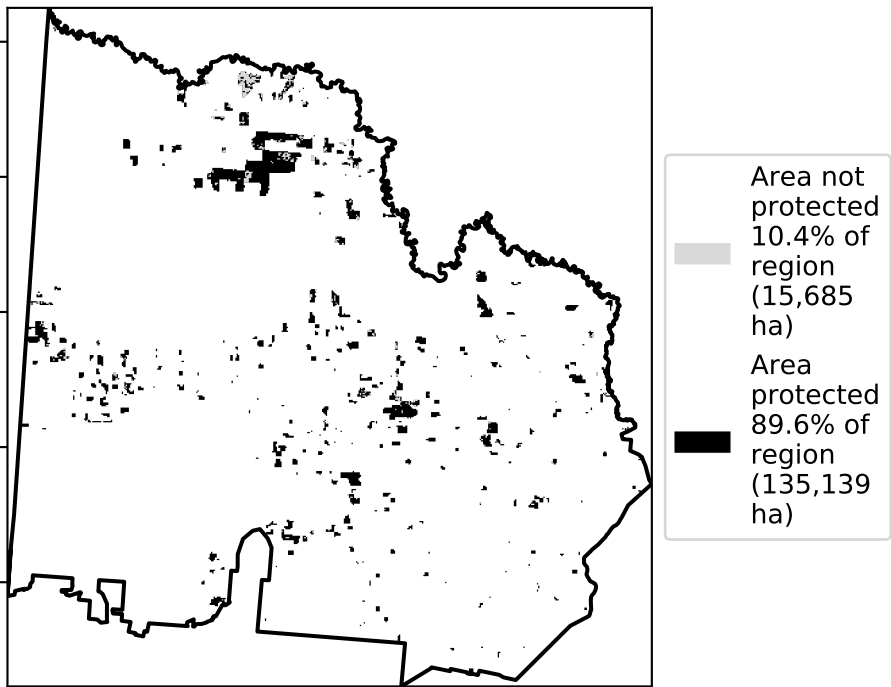 Area not
protected
10.4% of
region
(15,685
ha)
Area
protected
89.6% of
region
(135,139
ha)